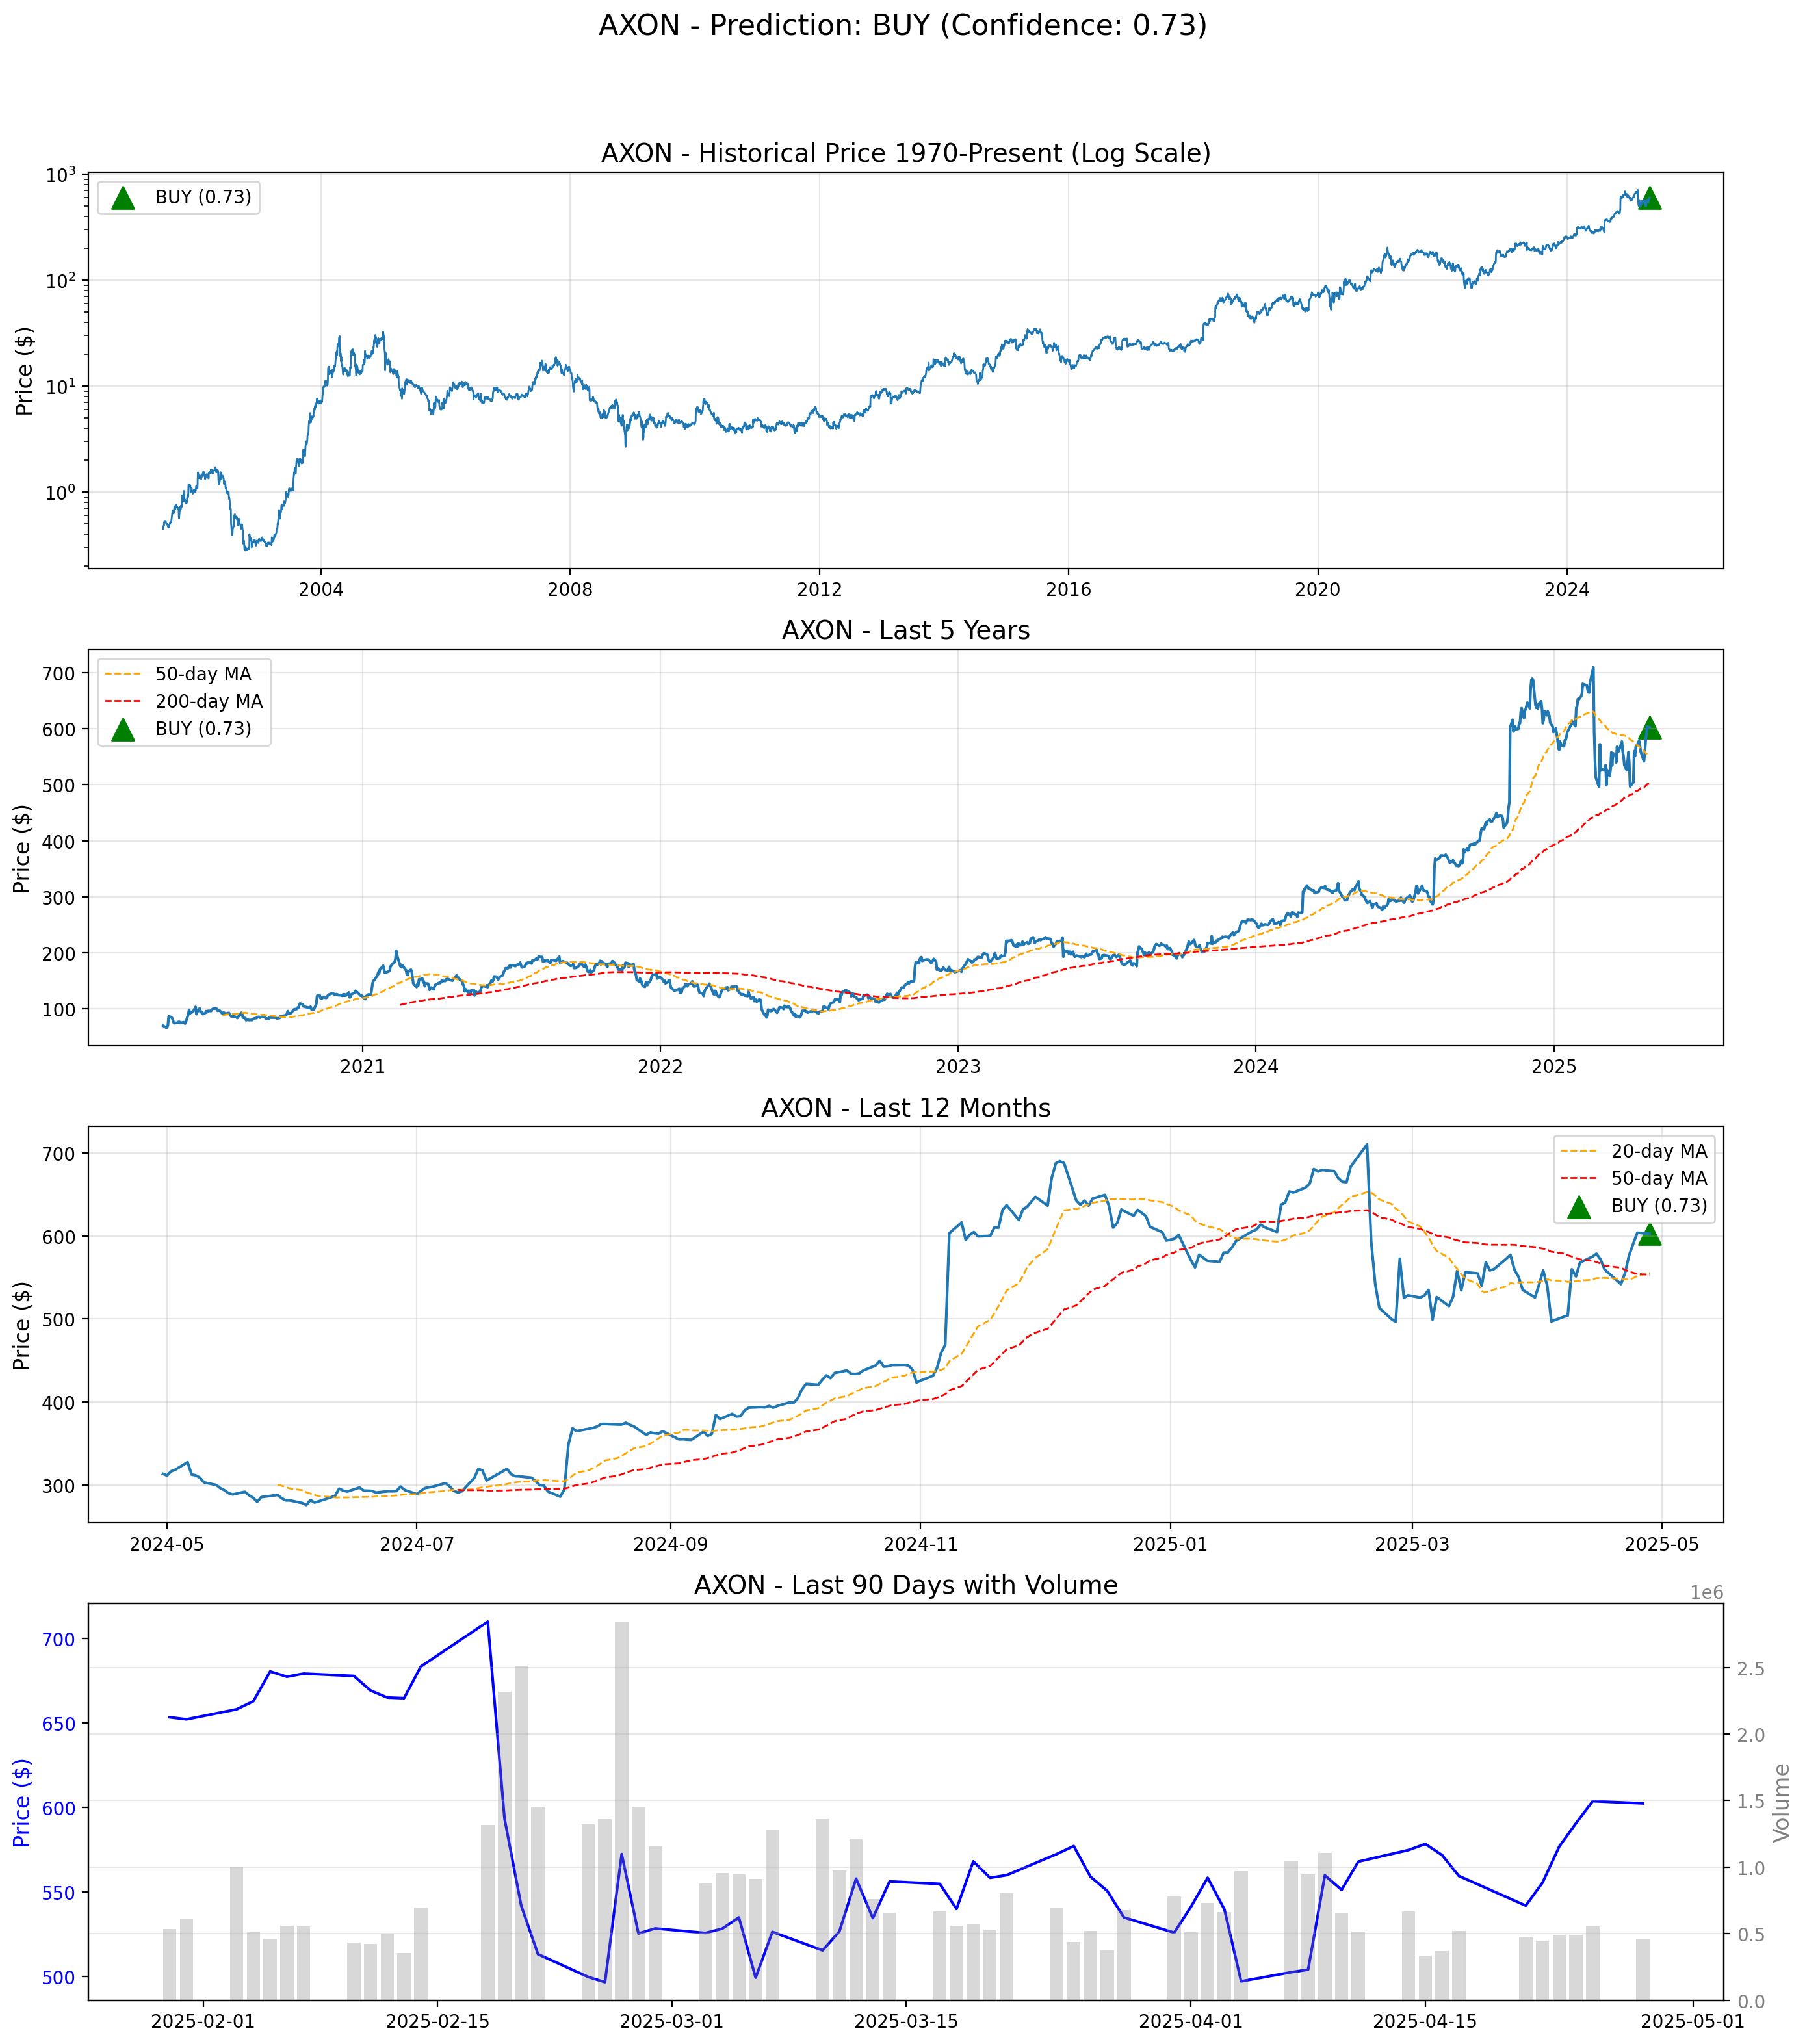 AXON - Prediction: BUY (Confidence: 0.73)
AXON - Historical Price 1970-Present (Log Scale)
BUY (0.73)
Price ($)
10³
10²
10¹
10⁰
2004 2008 2012 2016 2020 2024
AXON - Last 5 Years
50-day MA
200-day MA
BUY (0.73)
Price ($)
700
600
500
400
300
200
100
2021 2022 2023 2024 2025
AXON - Last 12 Months
20-day MA
50-day MA
BUY (0.73)
Price ($)
700
600
500
400
300
2024-05 2024-07 2024-09 2024-11 2025-01 2025-03 2025-05
AXON - Last 90 Days with Volume
1e6
Price ($)
700
650
600
550
500
2.5
2.0
1.5
1.0
0.5
0.0
Volume
2025-02-01 2025-02-15 2025-03-01 2025-03-15 2025-04-01 2025-04-15 2025-05-01